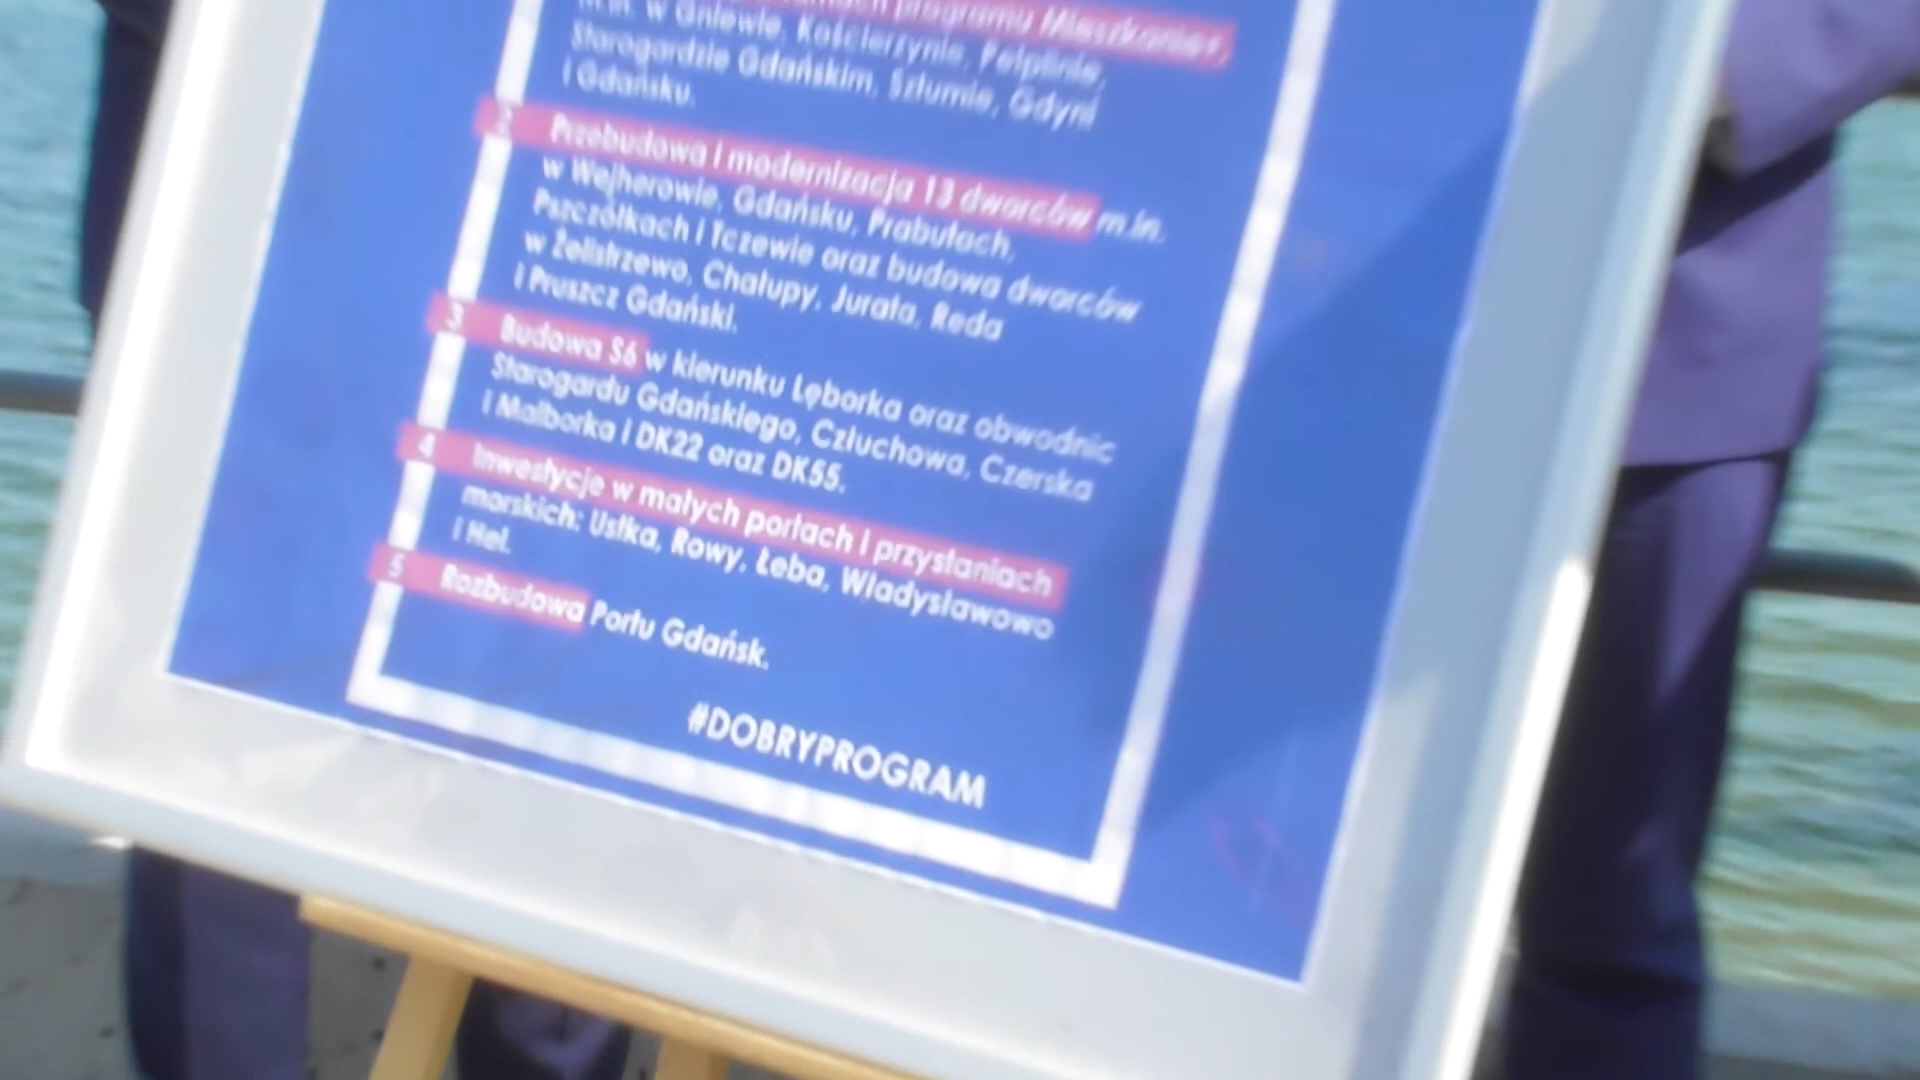 programu Mieszkanie+,
m.in. w Gniewie, Kościerzynie, Pelplinie,
Starogardzie Gdańskim, Sztumie, Gdyni
i Gdańsku.
2 Przebudowa i modernizacja 13 dworców m.in.
w Wejherowie, Gdańsku, Prabutach,
Pszczółkach i Tczewie oraz budowa dworców
w Żelistrzewo, Chałupy, Jurata, Reda
i Pruszcz Gdański.
3 Budowa S6 w kierunku Lęborka oraz obwodnic
Starogardu Gdańskiego, Człuchowa, Czerska
i Malborka i DK22 oraz DK55.
4 Inwestycje w małych portach i przystaniach
morskich: Ustka, Rowy, Łeba, Władysławowo
i Hel.
5 Rozbudowa Portu Gdańsk.
#DOBRYPROGRAM